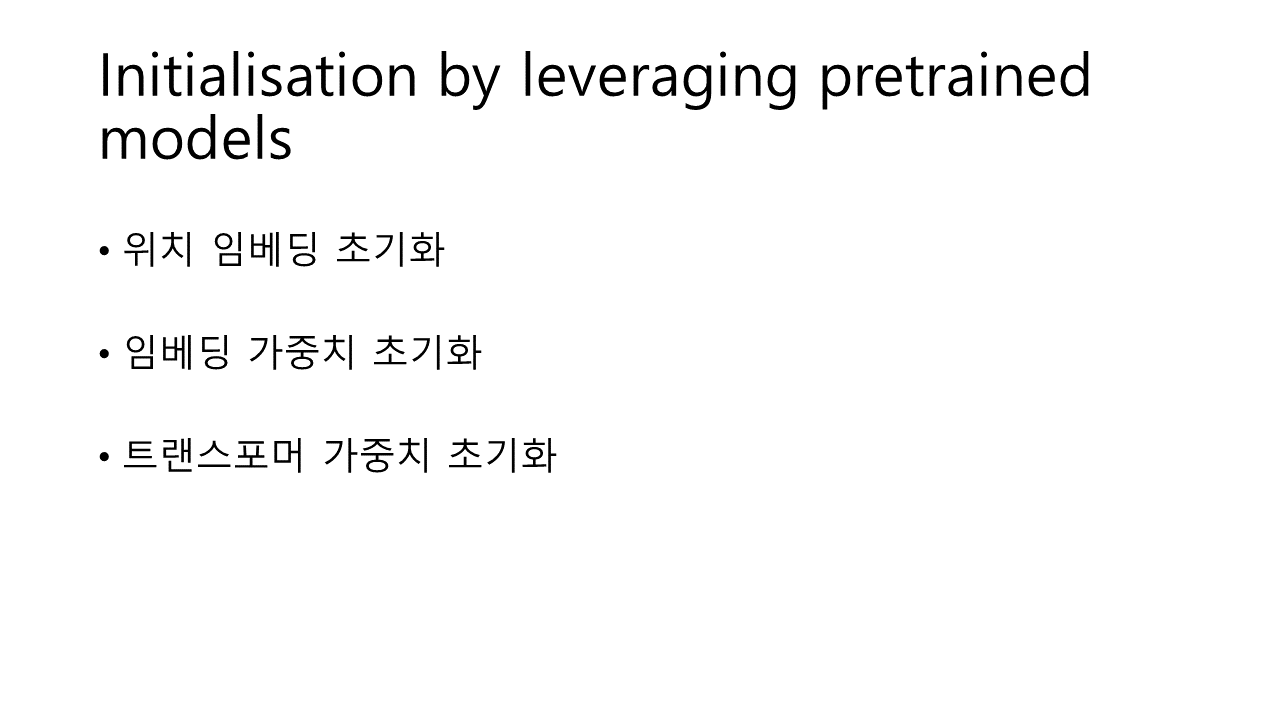 Initialisation by leveraging pretrained
models
• 위치 임베딩 초기화
• 임베딩 가중치 초기화
• 트랜스포머 가중치 초기화